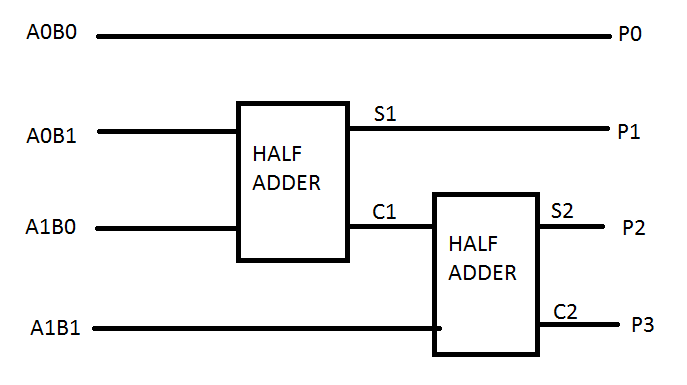 A0B0
P0
S1
A0B1
P1
HALF
ADDER
A1B0
C1
S2
P2
HALF
ADDER
C2
A1B1
P3